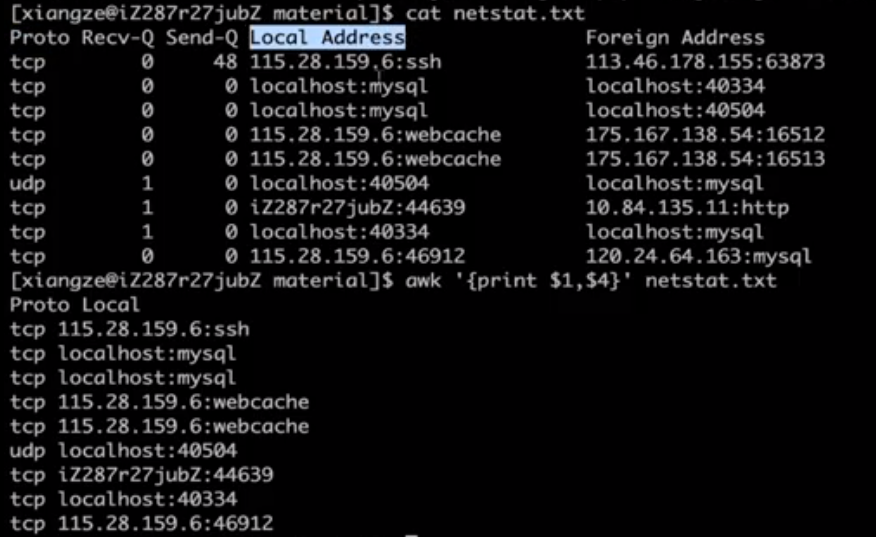 [xiangze@iZ287r27jubZ material]$ cat netstat.txt
Proto Recv-Q Send-Q Local Address               Foreign Address
tcp        0     48 115.28.159.6:ssh            113.46.178.155:63873
tcp        0      0 localhost:mysql             localhost:40334
tcp        0      0 localhost:mysql             localhost:40504
tcp        0      0 115.28.159.6:webcache       175.167.138.54:16512
tcp        0      0 115.28.159.6:webcache       175.167.138.54:16513
udp        1      0 localhost:40504             localhost:mysql
tcp        1      0 iZ287r27jubZ:44639          10.84.135.11:http
tcp        1      0 localhost:40334             localhost:mysql
tcp        0      0 115.28.159.6:46912          120.24.64.163:mysql
[xiangze@iZ287r27jubZ material]$ awk '{print $1,$4}' netstat.txt
Proto Local
tcp 115.28.159.6:ssh
tcp localhost:mysql
tcp localhost:mysql
tcp 115.28.159.6:webcache
tcp 115.28.159.6:webcache
udp localhost:40504
tcp iZ287r27jubZ:44639
tcp localhost:40334
tcp 115.28.159.6:46912